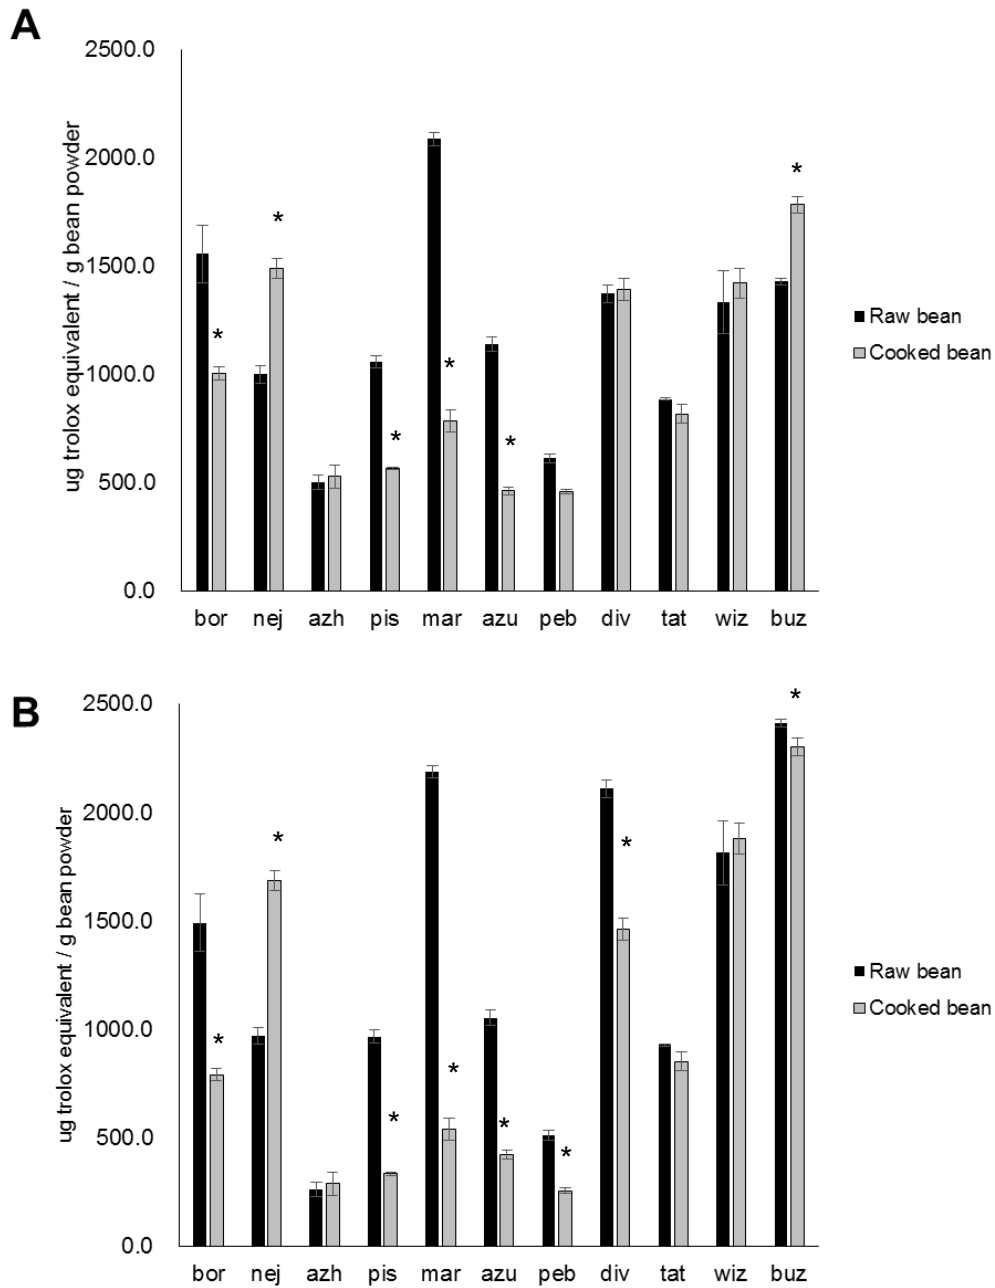 A
2500.0
2000.0
1500.0
1000.0
500.0
0.0
ug trolox equivalent / g bean powder
* * * * * *
bor nej azh pis mar azu peb div tat wiz buz
Raw bean
Cooked bean
B
2500.0
2000.0
1500.0
1000.0
500.0
0.0
ug trolox equivalent / g bean powder
* * * * * * * *
bor nej azh pis mar azu peb div tat wiz buz
Raw bean
Cooked bean